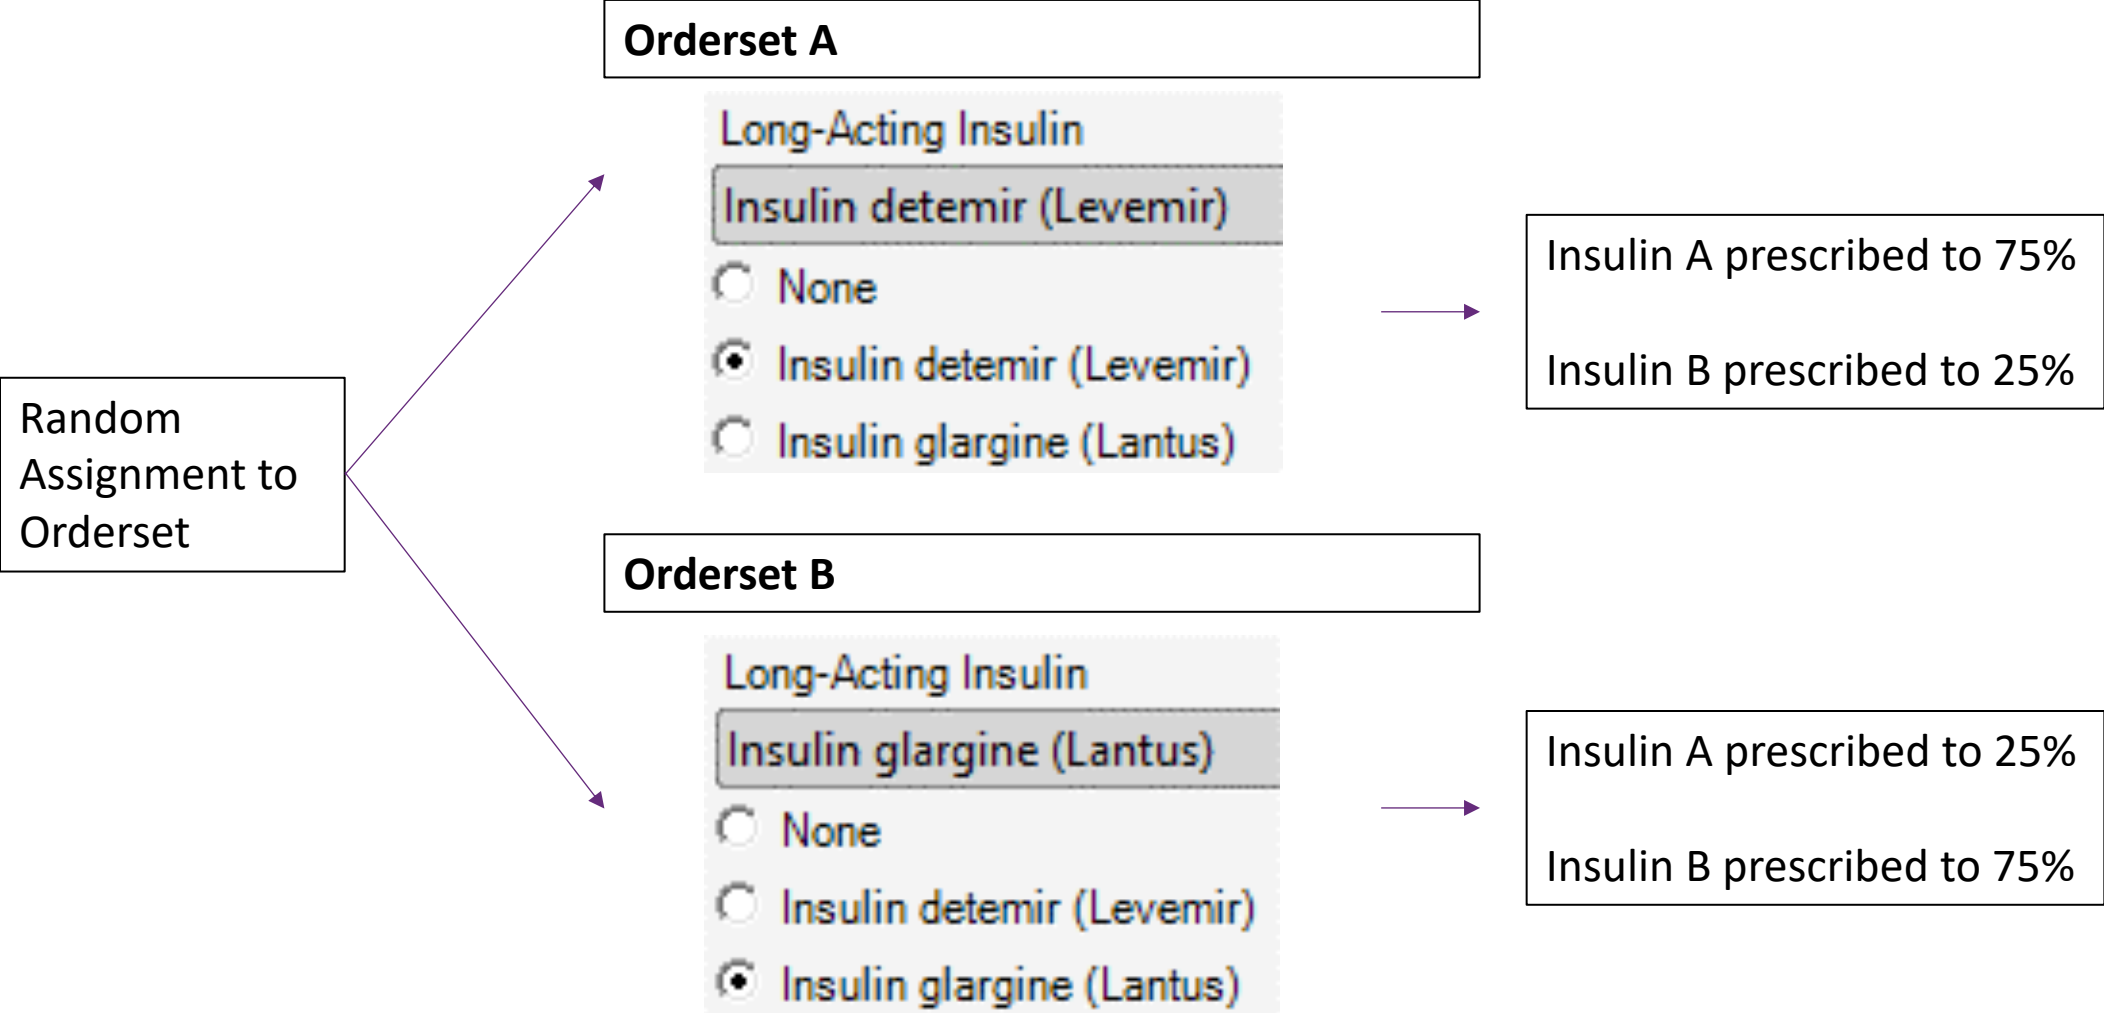 Random
Assignment to
Orderset
Orderset A
Long-Acting Insulin
Insulin detemir (Levemir)
None
Insulin detemir (Levemir)
Insulin glargine (Lantus)
Insulin A prescribed to 75%
Insulin B prescribed to 25%
Orderset B
Long-Acting Insulin
Insulin glargine (Lantus)
None
Insulin detemir (Levemir)
Insulin glargine (Lantus)
Insulin A prescribed to 25%
Insulin B prescribed to 75%